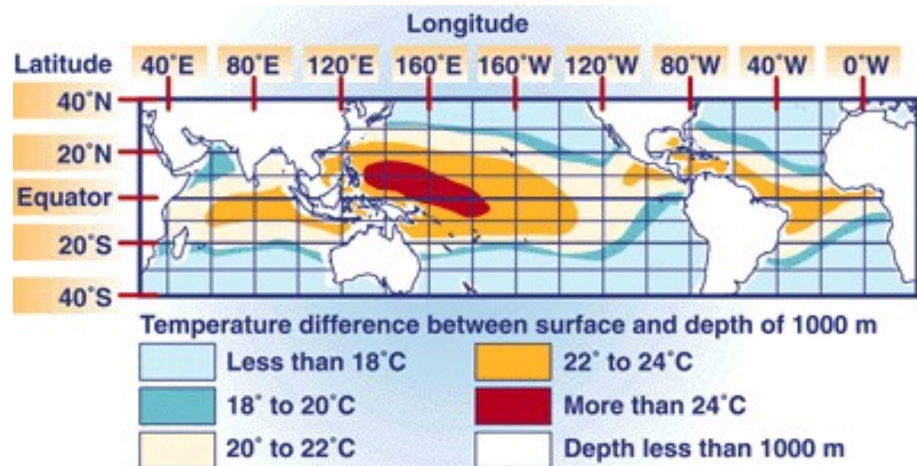 Longitude
Latitude 40°E 80°E 120°E 160°E 160°W 120°W 80°W 40°W 0°W
40°N
20°N
Equator
20°S
40°S
Temperature difference between surface and depth of 1000 m
Less than 18°C 22° to 24°C
18° to 20°C More than 24°C
20° to 22°C Depth less than 1000 m